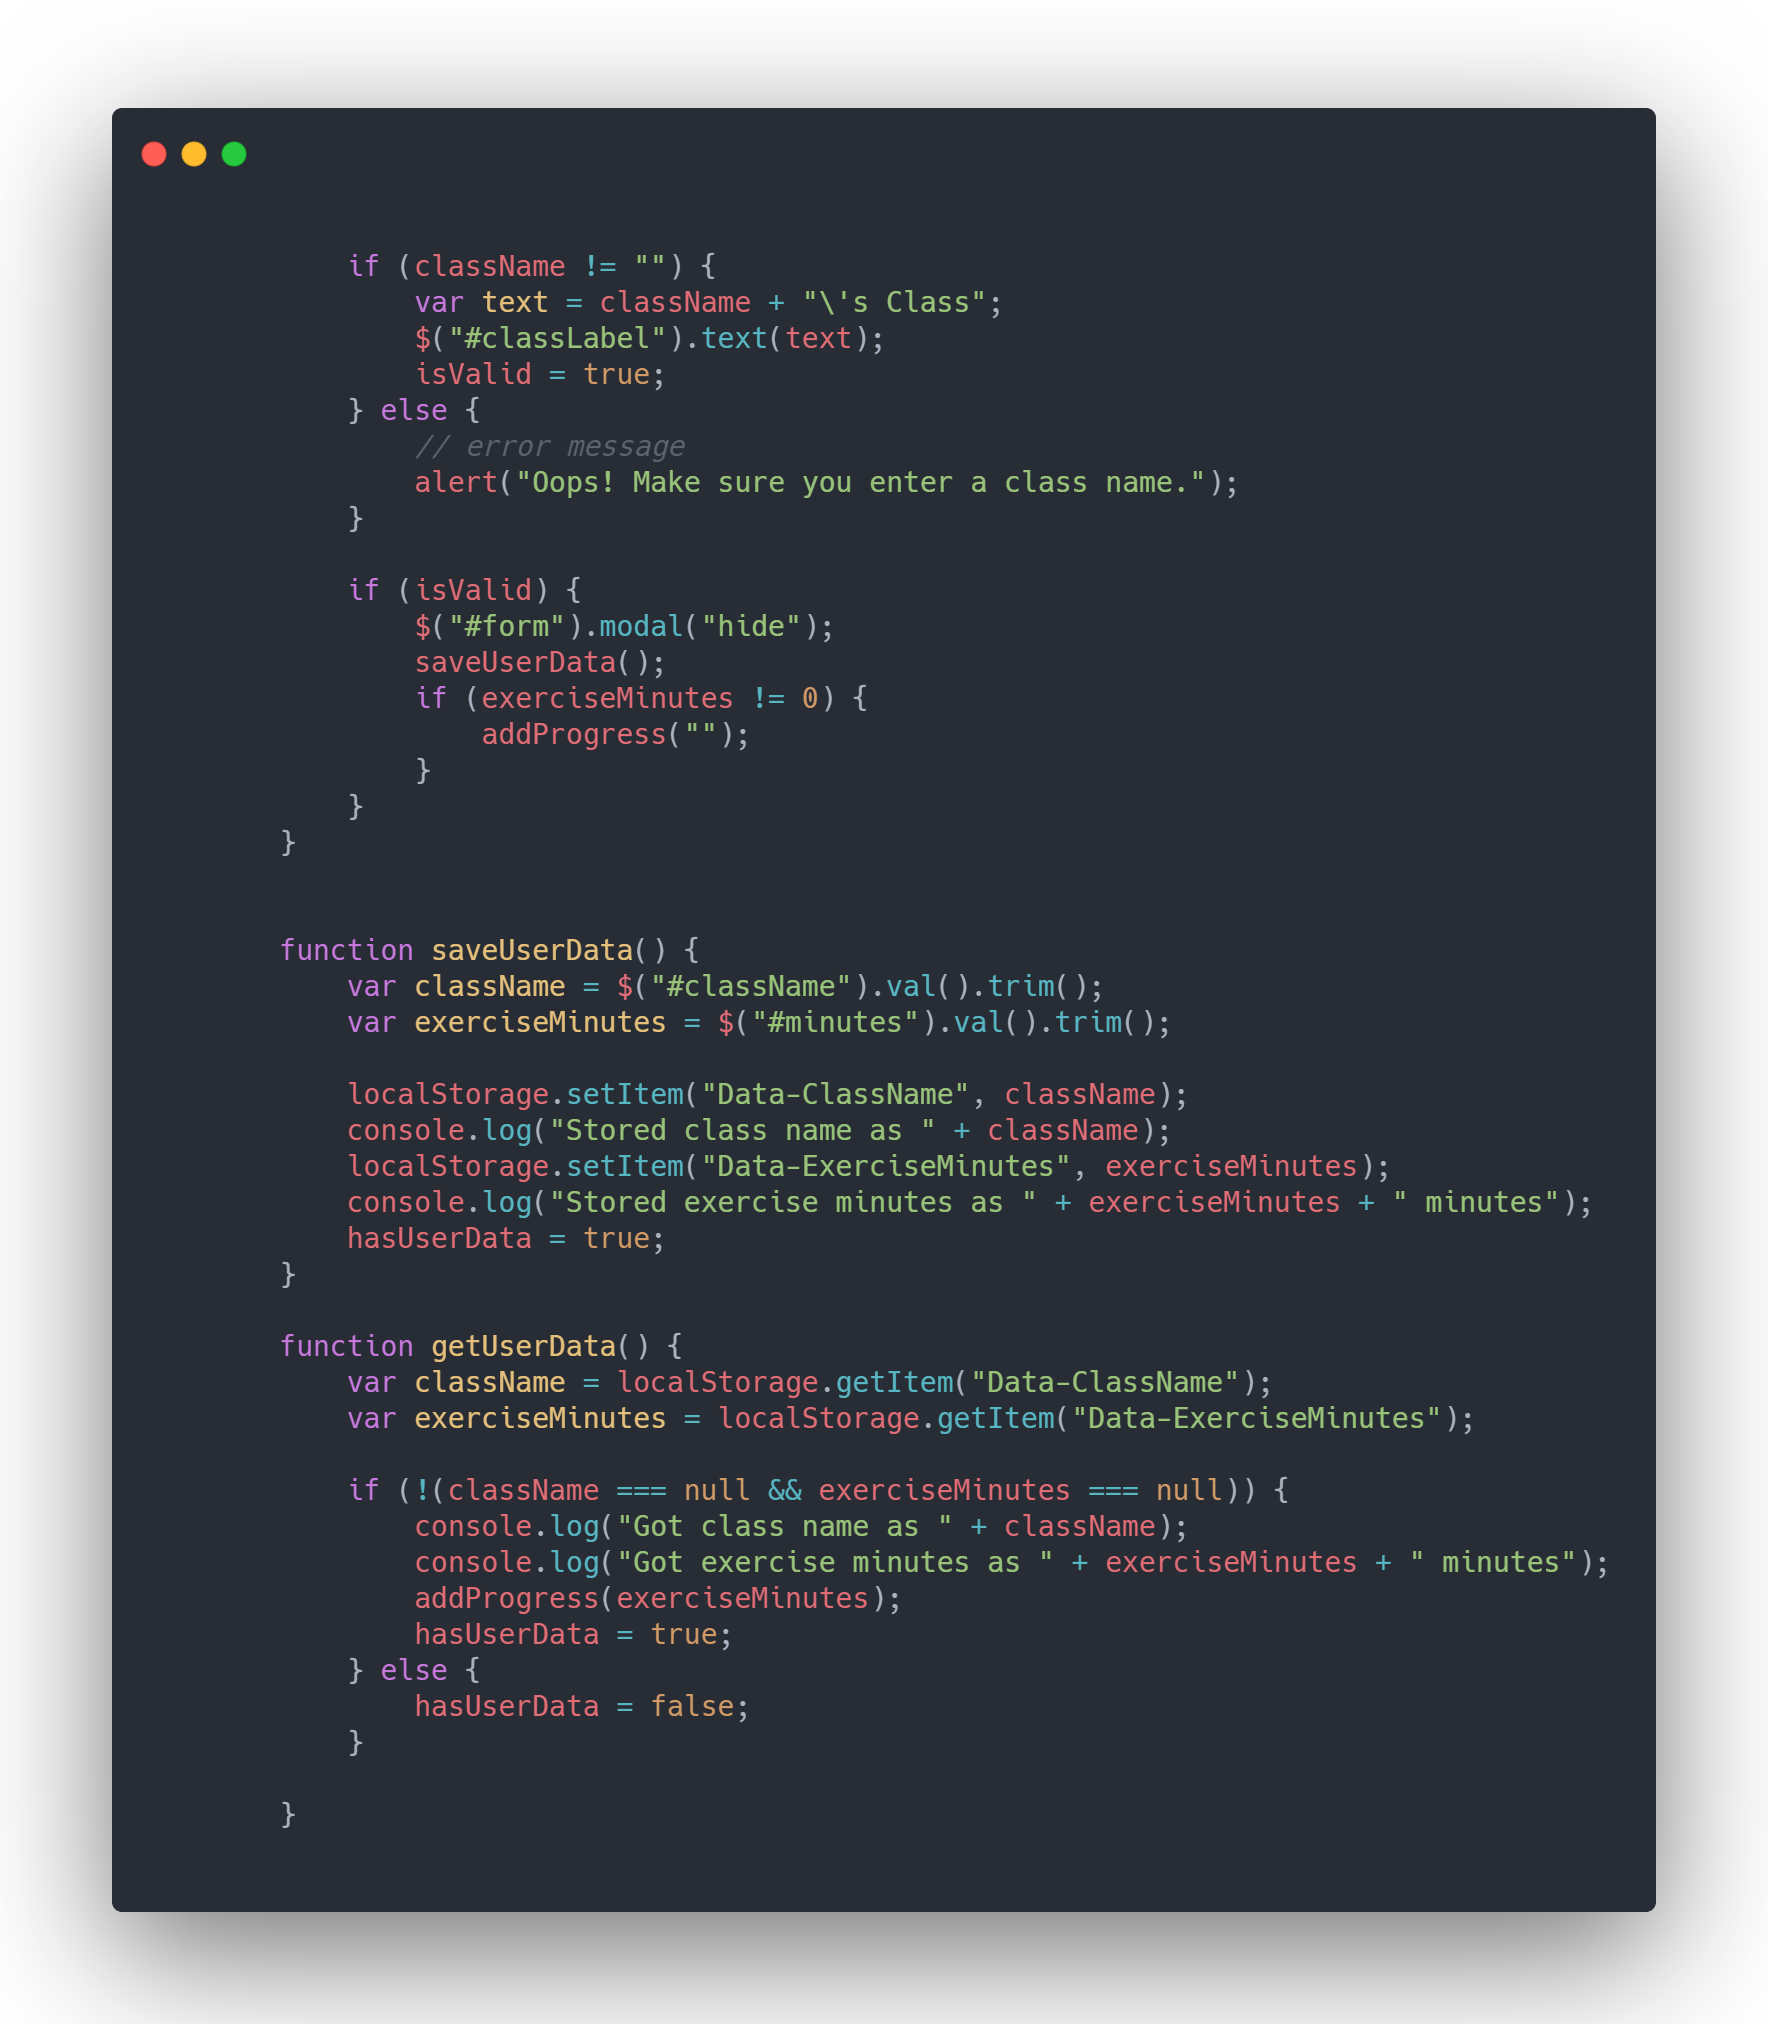 if (className != "") {
var text = className + "\'s Class";
$("#classLabel").text(text);
isValid = true;
} else {
// error message
alert("Oops! Make sure you enter a class name.");
}
if (isValid) {
$("#form").modal("hide");
saveUserData();
if (exerciseMinutes != 0) {
addProgress("");
}
}
}
function saveUserData() {
var className = $("#className").val().trim();
var exerciseMinutes = $("#minutes").val().trim();
localStorage.setItem("Data-ClassName", className);
console.log("Stored class name as " + className);
localStorage.setItem("Data-ExerciseMinutes", exerciseMinutes);
console.log("Stored exercise minutes as " + exerciseMinutes + " minutes");
hasUserData = true;
}
function getUserData() {
var className = localStorage.getItem("Data-ClassName");
var exerciseMinutes = localStorage.getItem("Data-ExerciseMinutes");
if (!(className === null && exerciseMinutes === null)) {
console.log("Got class name as " + className);
console.log("Got exercise minutes as " + exerciseMinutes + " minutes");
addProgress(exerciseMinutes);
hasUserData = true;
} else {
hasUserData = false;
}
}